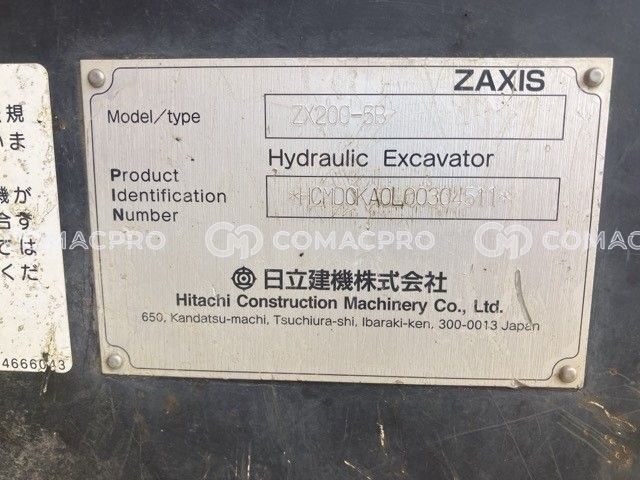 ZAXIS
Model/type ZX200-5B
Hydraulic Excavator
Product
Identification
Number
*HCMDCKA0L00304511*
日立建機株式会社
Hitachi Construction Machinery Co., Ltd.
650, Kandatsu-machi, Tsuchiura-shi, Ibaraki-ken, 300-0013 Japan
規
いま
機が
合す
では
くだ
4666043
COMACPRO COMACPRO COMACPRO